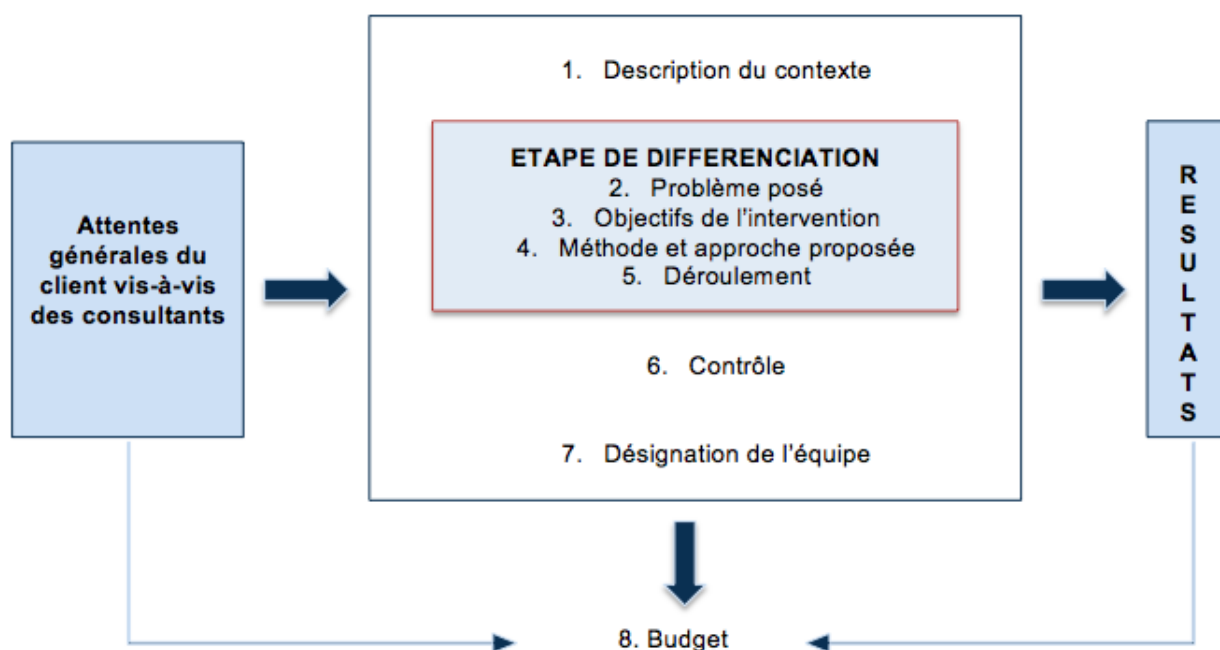 Attentes
générales du
client vis-à-vis
des consultants
1. Description du contexte
ETAPE DE DIFFERENCIATION
2. Problème posé
3. Objectifs de l'intervention
4. Méthode et approche proposée
5. Déroulement
6. Contrôle
7. Désignation de l'équipe
R
E
S
U
L
T
A
T
S
8. Budget